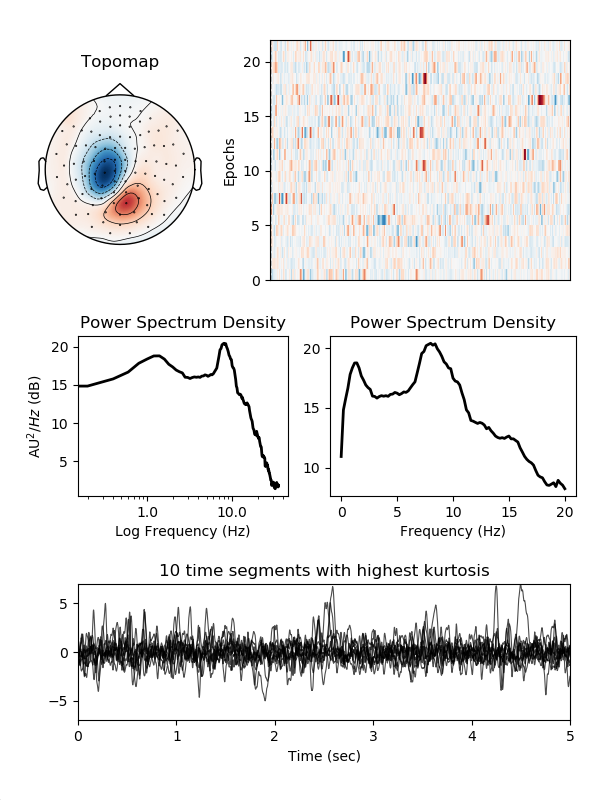 Topomap
Epochs
20
15
10
5
0
Power Spectrum Density
AU²/Hz (dB)
20
15
10
5
1.0 10.0
Log Frequency (Hz)
Power Spectrum Density
20
15
10
0 5 10 15 20
Frequency (Hz)
10 time segments with highest kurtosis
5
0
−5
0 1 2 3 4 5
Time (sec)